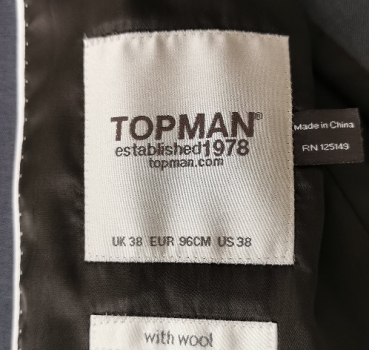 TOPMAN®
established1978
topman.com
UK 38 EUR 96CM US 38
Made in China
RN 125149
with wool